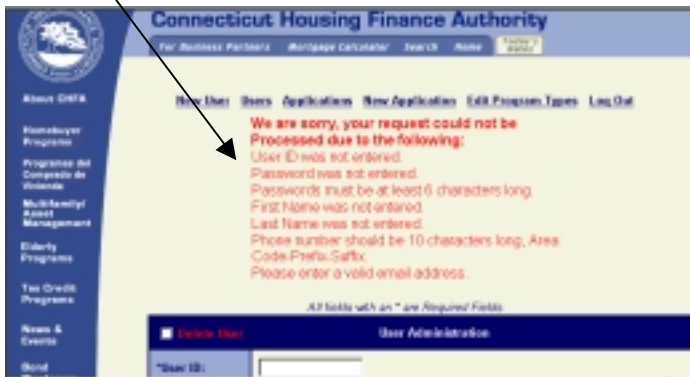 Connecticut Housing Finance Authority
For Business Partners Mortgage Calculator Search Home Today's Rates
About CHFA
New User Users Applications New Application Edit Program Types Log Out
We are sorry, your request could not be
Processed due to the following:
User ID was not entered.
Password was not entered.
Passwords must be at least 6 characters long.
First Name was not entered.
Last Name was not entered.
Phone number should be 10 characters long, Area
Code-Prefix-Suffix.
Please enter a valid email address.
Homebuyer
Programs
Programas del
Comprado de
Vivienda
Multifamily/
Asset
Management
Elderly
Programs
Tax Credit
Programs
News &
Events
Bond
All fields with an * are Required Fields
Delete User
User Administration
*User ID: